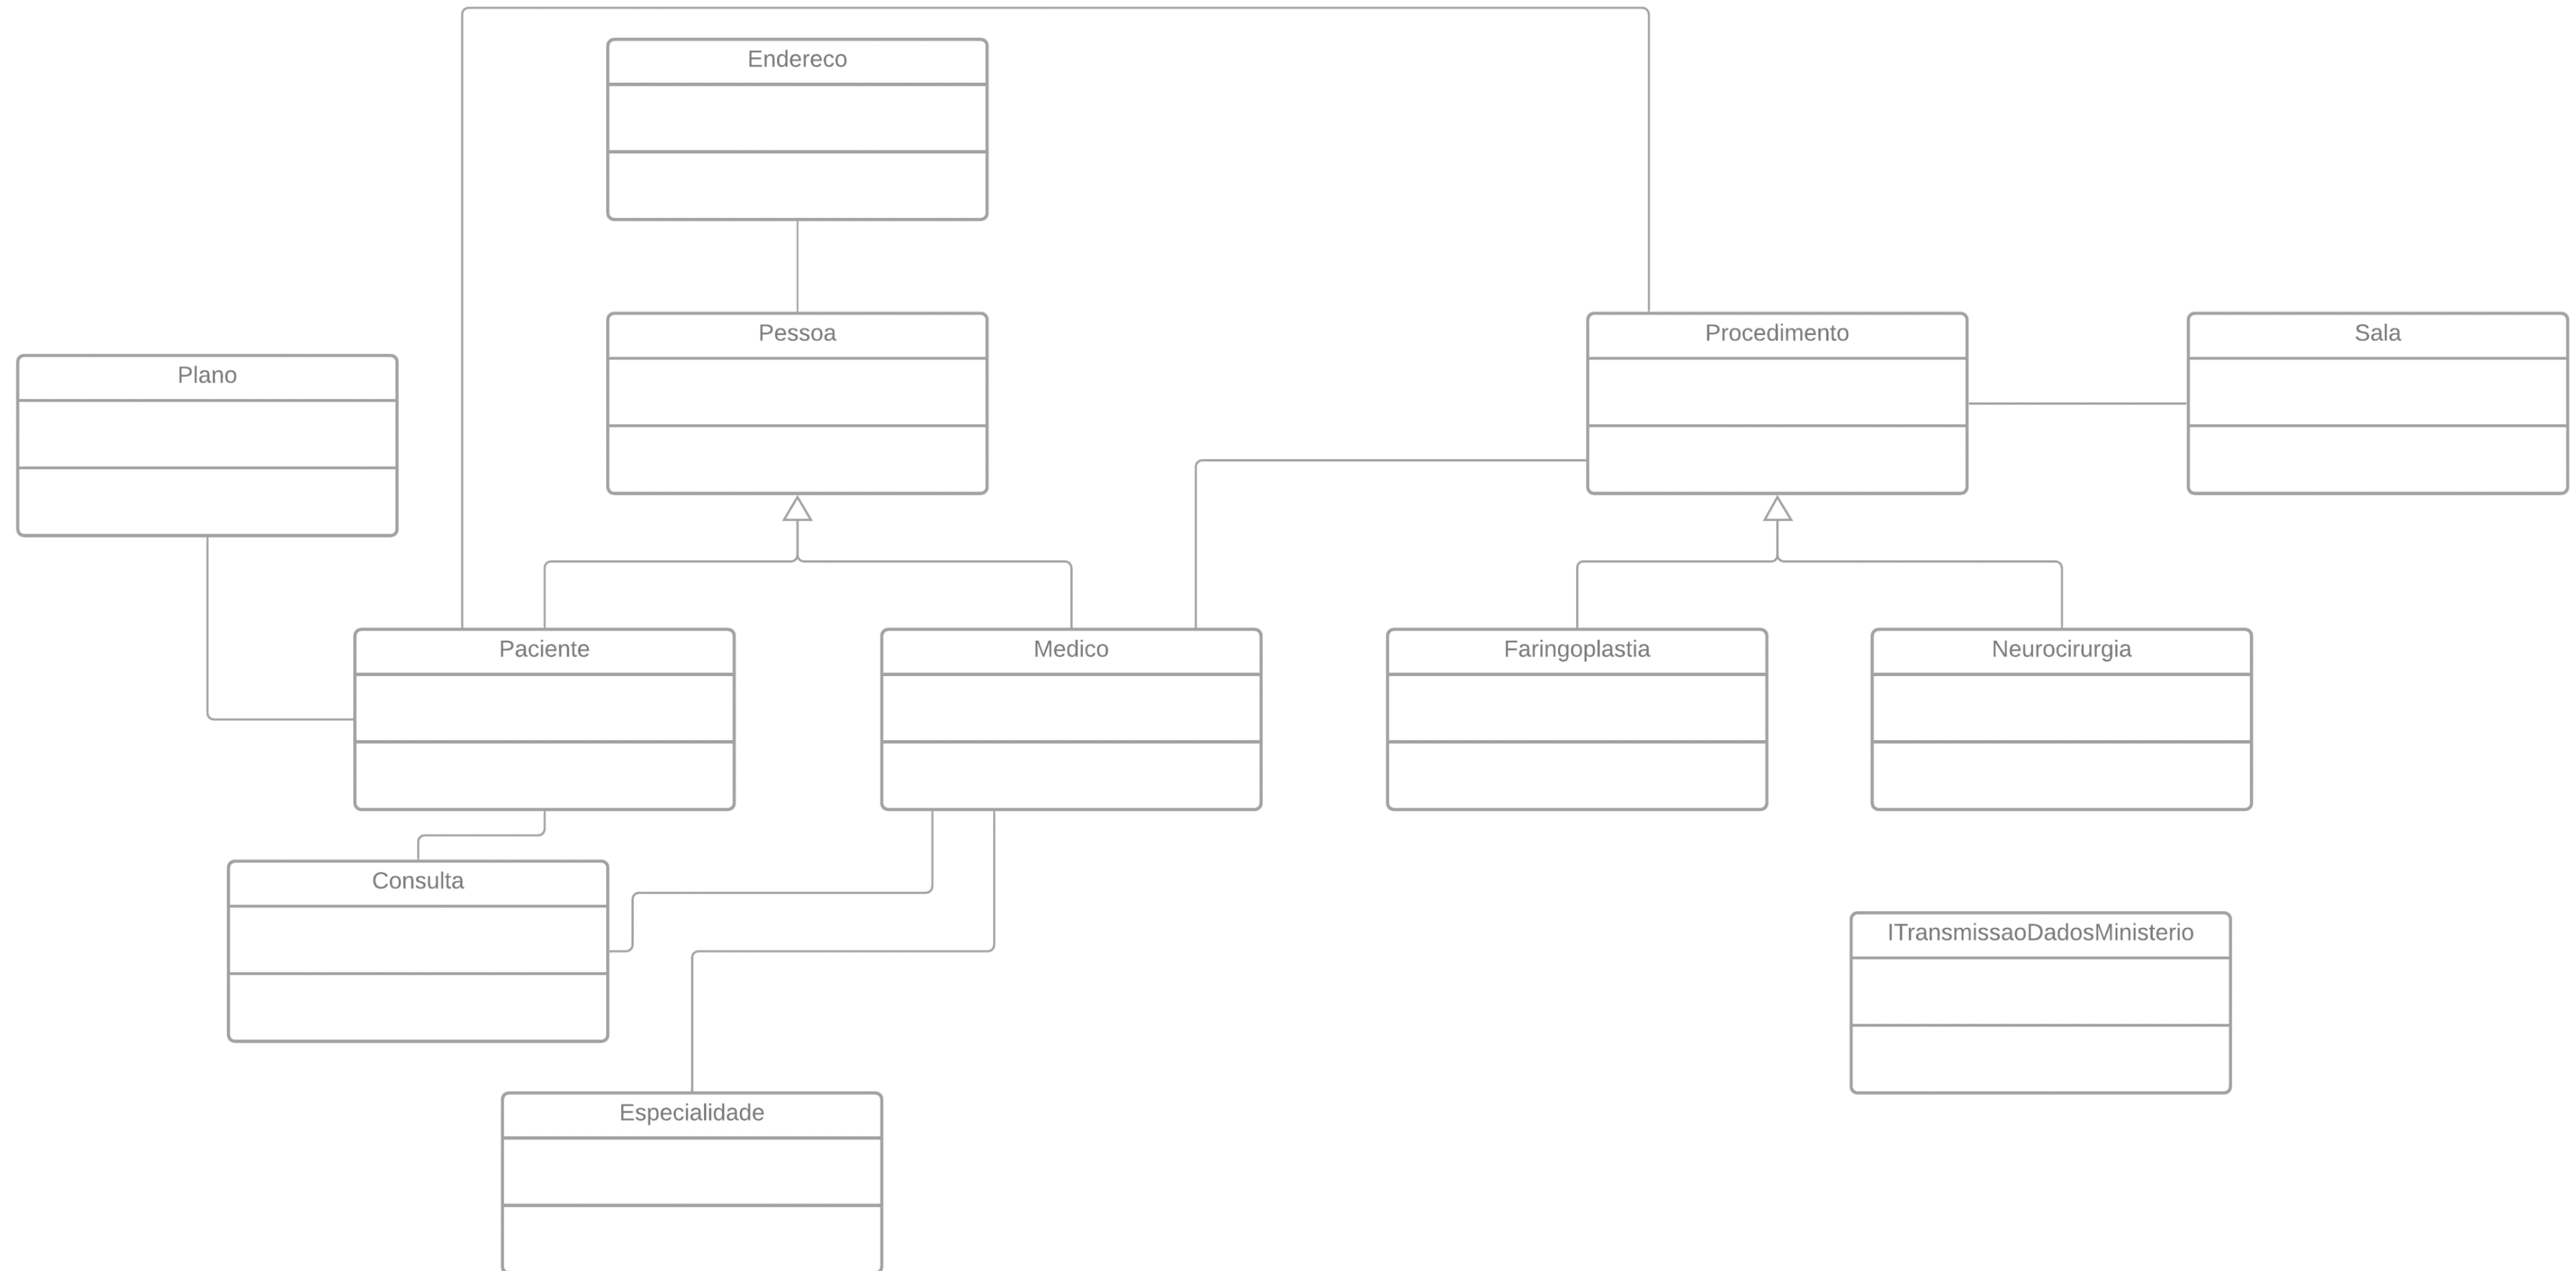 Endereco
Pessoa
Procedimento
Sala
Plano
Paciente
Medico
Faringoplastia
Neurocirurgia
Consulta
ITransmissaoDadosMinisterio
Especialidade